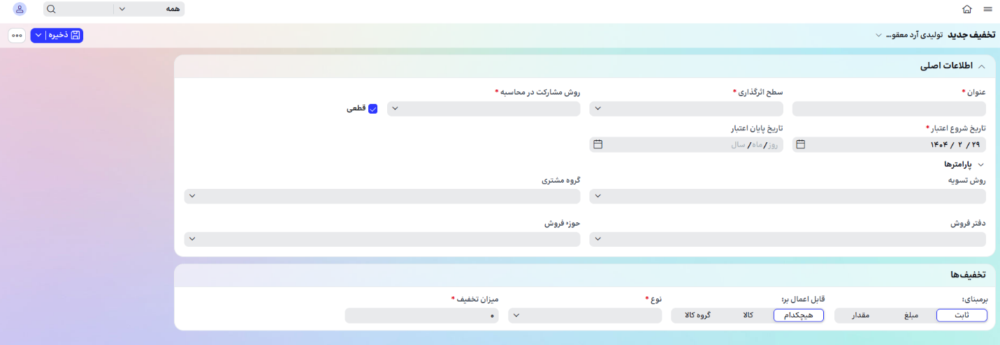 همه
تخفیف جدید تولیدی آرد معقو...
ذخیره
اطلاعات اصلی
عنوان * سطح اثرگذاری * روش مشارکت در محاسبه *
قطعی
تاریخ شروع اعتبار * تاریخ پایان اعتبار
۱۴۰۴ / ۲ / ۲۹ روز/ماه/ سال
پارامترها
روش تسویه گروه مشتری
دفتر فروش حوزه فروش
تخفیف‌ها
برمبنای: قابل اعمال بر: نوع * میزان تخفیف *
ثابت مبلغ مقدار هیچکدام کالا گروه کالا ۰